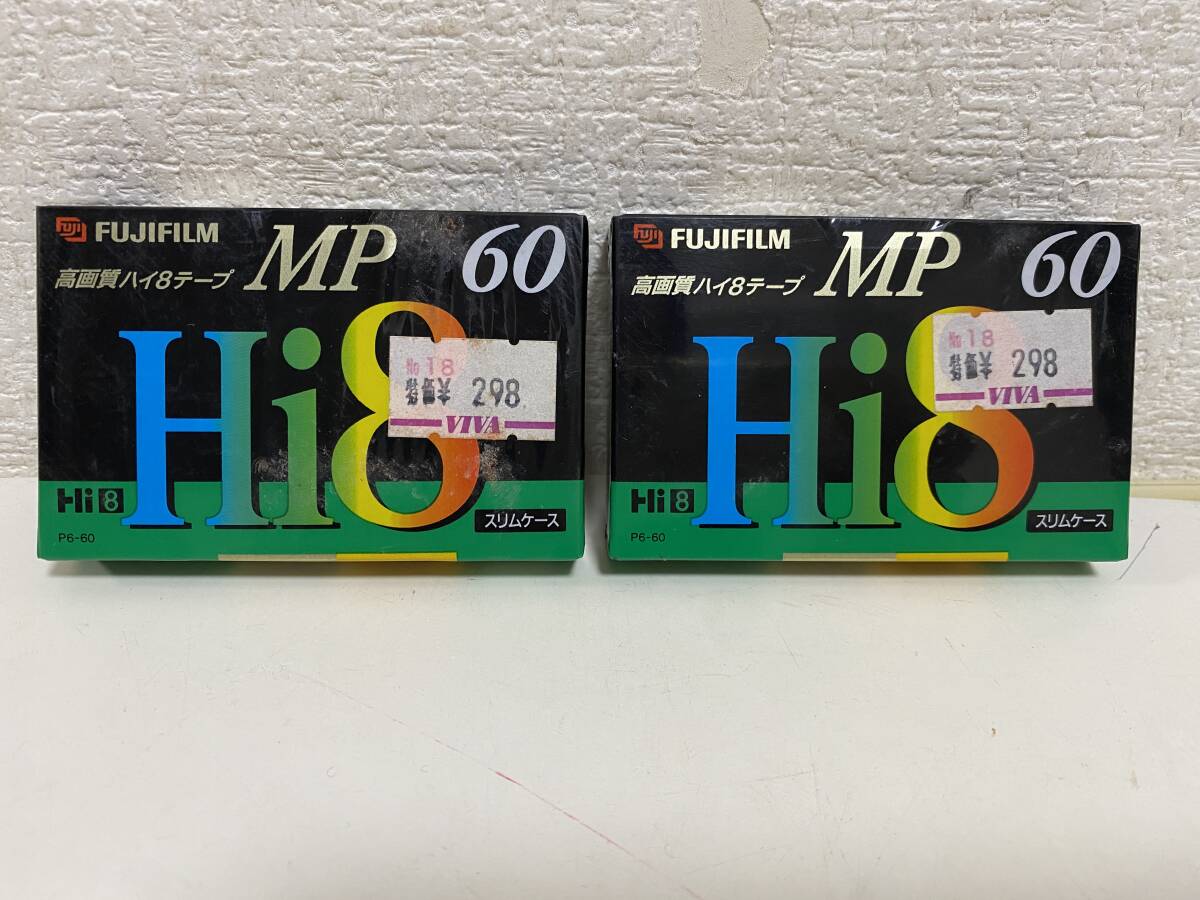 Fuji FUJIFILM
高画質ハイ8テープ MP 60
Hi8
No 18
特価¥ 298
VIVA
Hi8
スリムケース
P6-60
Fuji FUJIFILM
高画質ハイ8テープ MP 60
Hi8
No 18
特価¥ 298
VIVA
Hi8
スリムケース
P6-60